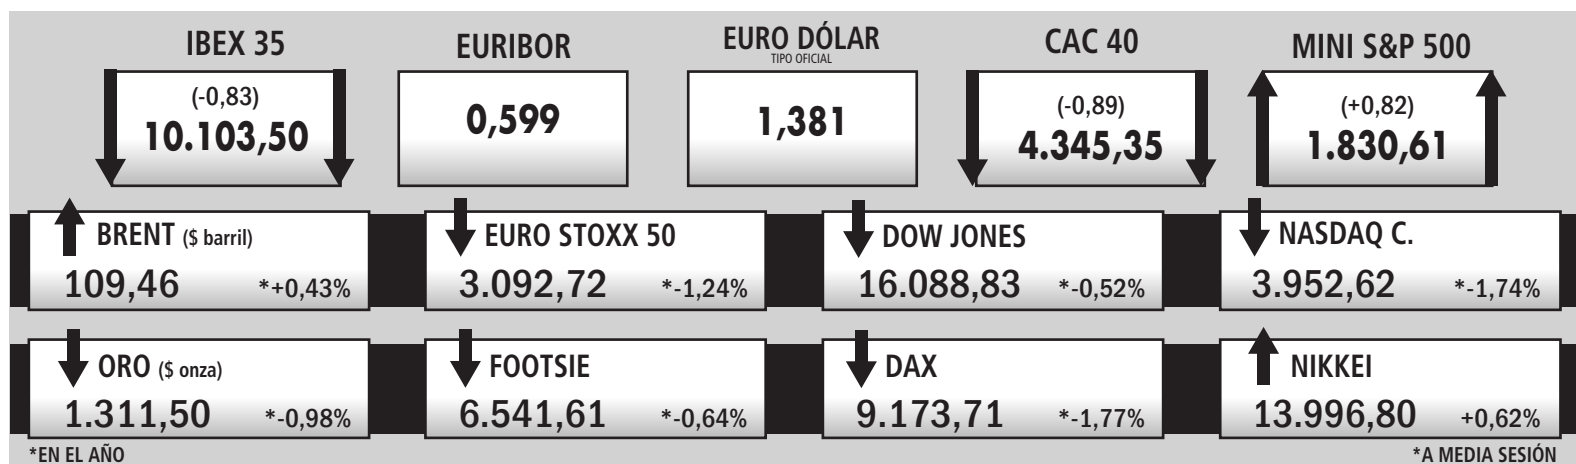 IBEX 35
(-0,83)
10.103,50
EURIBOR
0,599
EURO DÓLAR
TIPO OFICIAL
1,381
CAC 40
(-0,89)
4.345,35
MINI S&P 500
(+0,82)
1.830,61
BRENT ($ barril)
109,46 *+0,43%
EURO STOXX 50
3.092,72 *-1,24%
DOW JONES
16.088,83 *-0,52%
NASDAQ C.
3.952,62 *-1,74%
ORO ($ onza)
1.311,50 *-0,98%
FOOTSIE
6.541,61 *-0,64%
DAX
9.173,71 *-1,77%
NIKKEI
13.996,80 +0,62%
*EN EL AÑO
*A MEDIA SESIÓN